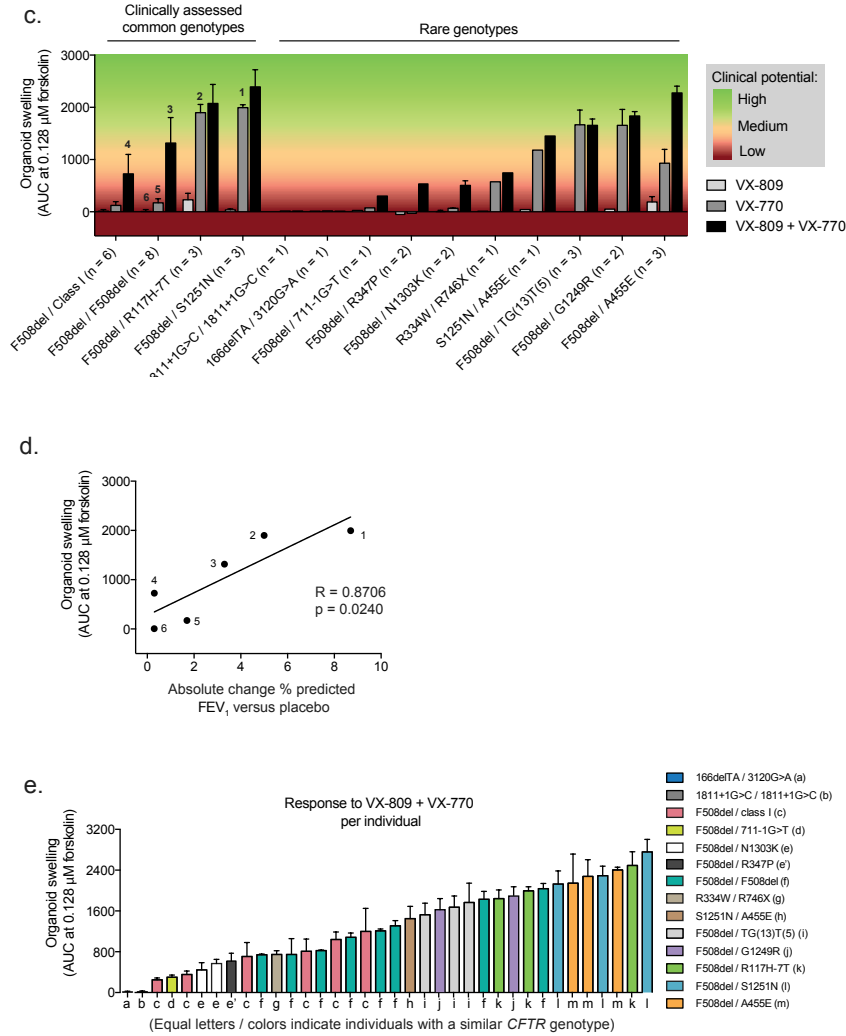 c.
Clinically assessed
common genotypes
Rare genotypes
Organoid swelling
(AUC at 0.128 µM forskolin)
3000
2000
1000
0
6
4
5
3
2
1
Clinical potential:
High
Medium
Low
VX-809
VX-770
VX-809 + VX-770
F508del / Class I (n = 6)
F508del / F508del (n = 8)
F508del / R117H-7T (n = 3)
F508del / S1251N (n = 3)
811+1G>C / 1811+1G>C (n = 1)
166delTA / 3120G>A (n = 1)
F508del / 711-1G>T (n = 1)
F508del / R347P (n = 2)
F508del / N1303K (n = 2)
R334W / R746X (n = 1)
S1251N / A455E (n = 1)
F508del / TG(13)T(5) (n = 3)
F508del / G1249R (n = 2)
F508del / A455E (n = 3)
d.
Organoid swelling
(AUC at 0.128 µM forskolin)
3000
2000
1000
0
4
6
5
3
2
1
R = 0.8706
p = 0.0240
0 2 4 6 8 10
Absolute change % predicted
FEV1 versus placebo
e.
Response to VX-809 + VX-770
per individual
Organoid swelling
(AUC at 0.128 µM forskolin)
3200
2400
1600
800
0
a b c d c e e e' c f g f c f c f c f f h i j i i f k j k f l m m l m k l
(Equal letters / colors indicate individuals with a similar CFTR genotype)
166delTA / 3120G>A (a)
1811+1G>C / 1811+1G>C (b)
F508del / class I (c)
F508del / 711-1G>T (d)
F508del / N1303K (e)
F508del / R347P (e')
F508del / F508del (f)
R334W / R746X (g)
S1251N / A455E (h)
F508del / TG(13)T(5) (i)
F508del / G1249R (j)
F508del / R117H-7T (k)
F508del / S1251N (l)
F508del / A455E (m)